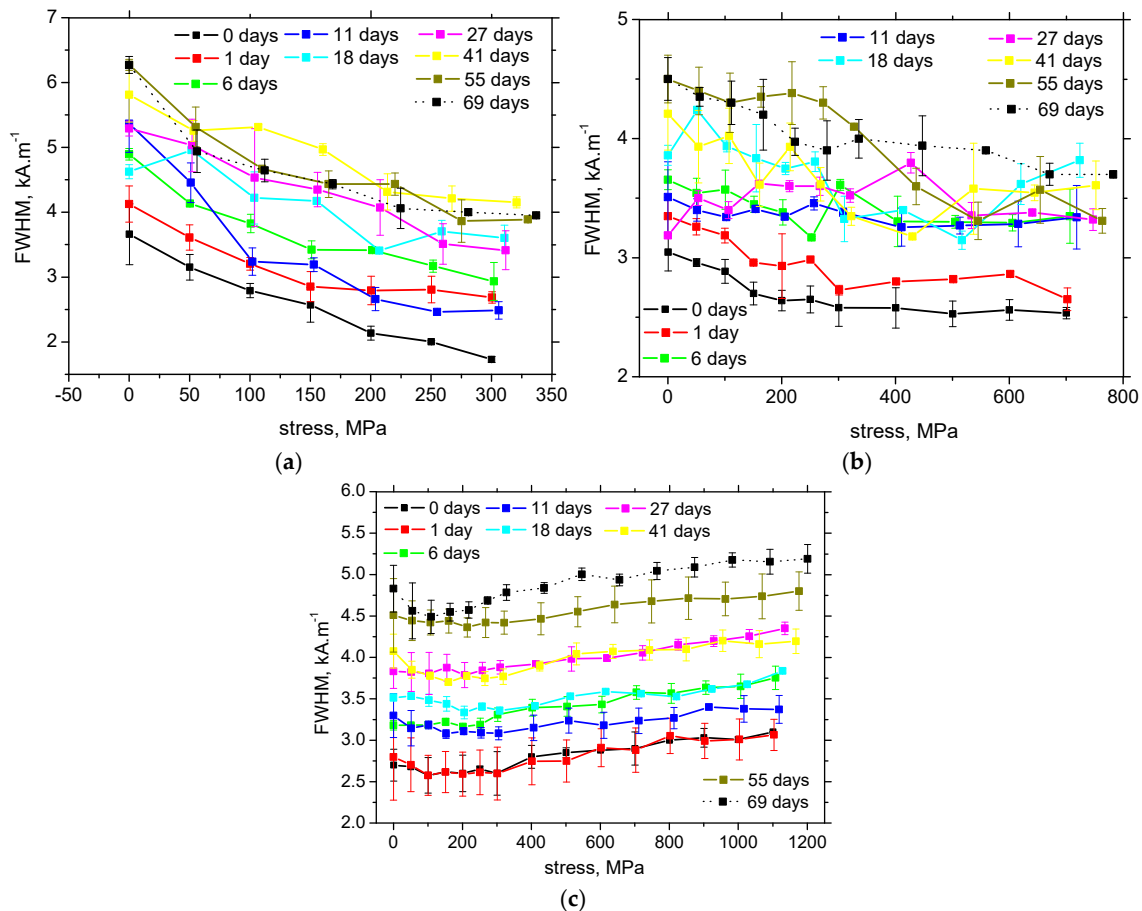 7
6
5
4
3
2
FWHM, kA.m⁻¹
0 days
1 day
6 days
11 days
18 days
27 days
41 days
55 days
69 days
-50 0 50 100 150 200 250 300 350
stress, MPa
(a)
5
4
3
2
FWHM, kA.m⁻¹
11 days
18 days
27 days
41 days
55 days
69 days
0 days
1 day
6 days
0 200 400 600 800
stress, MPa
(b)
6.0
5.5
5.0
4.5
4.0
3.5
3.0
2.5
2.0
FWHM, kA.m⁻¹
0 days
1 day
6 days
11 days
18 days
27 days
41 days
55 days
69 days
0 200 400 600 800 1000 1200
stress, MPa
(c)